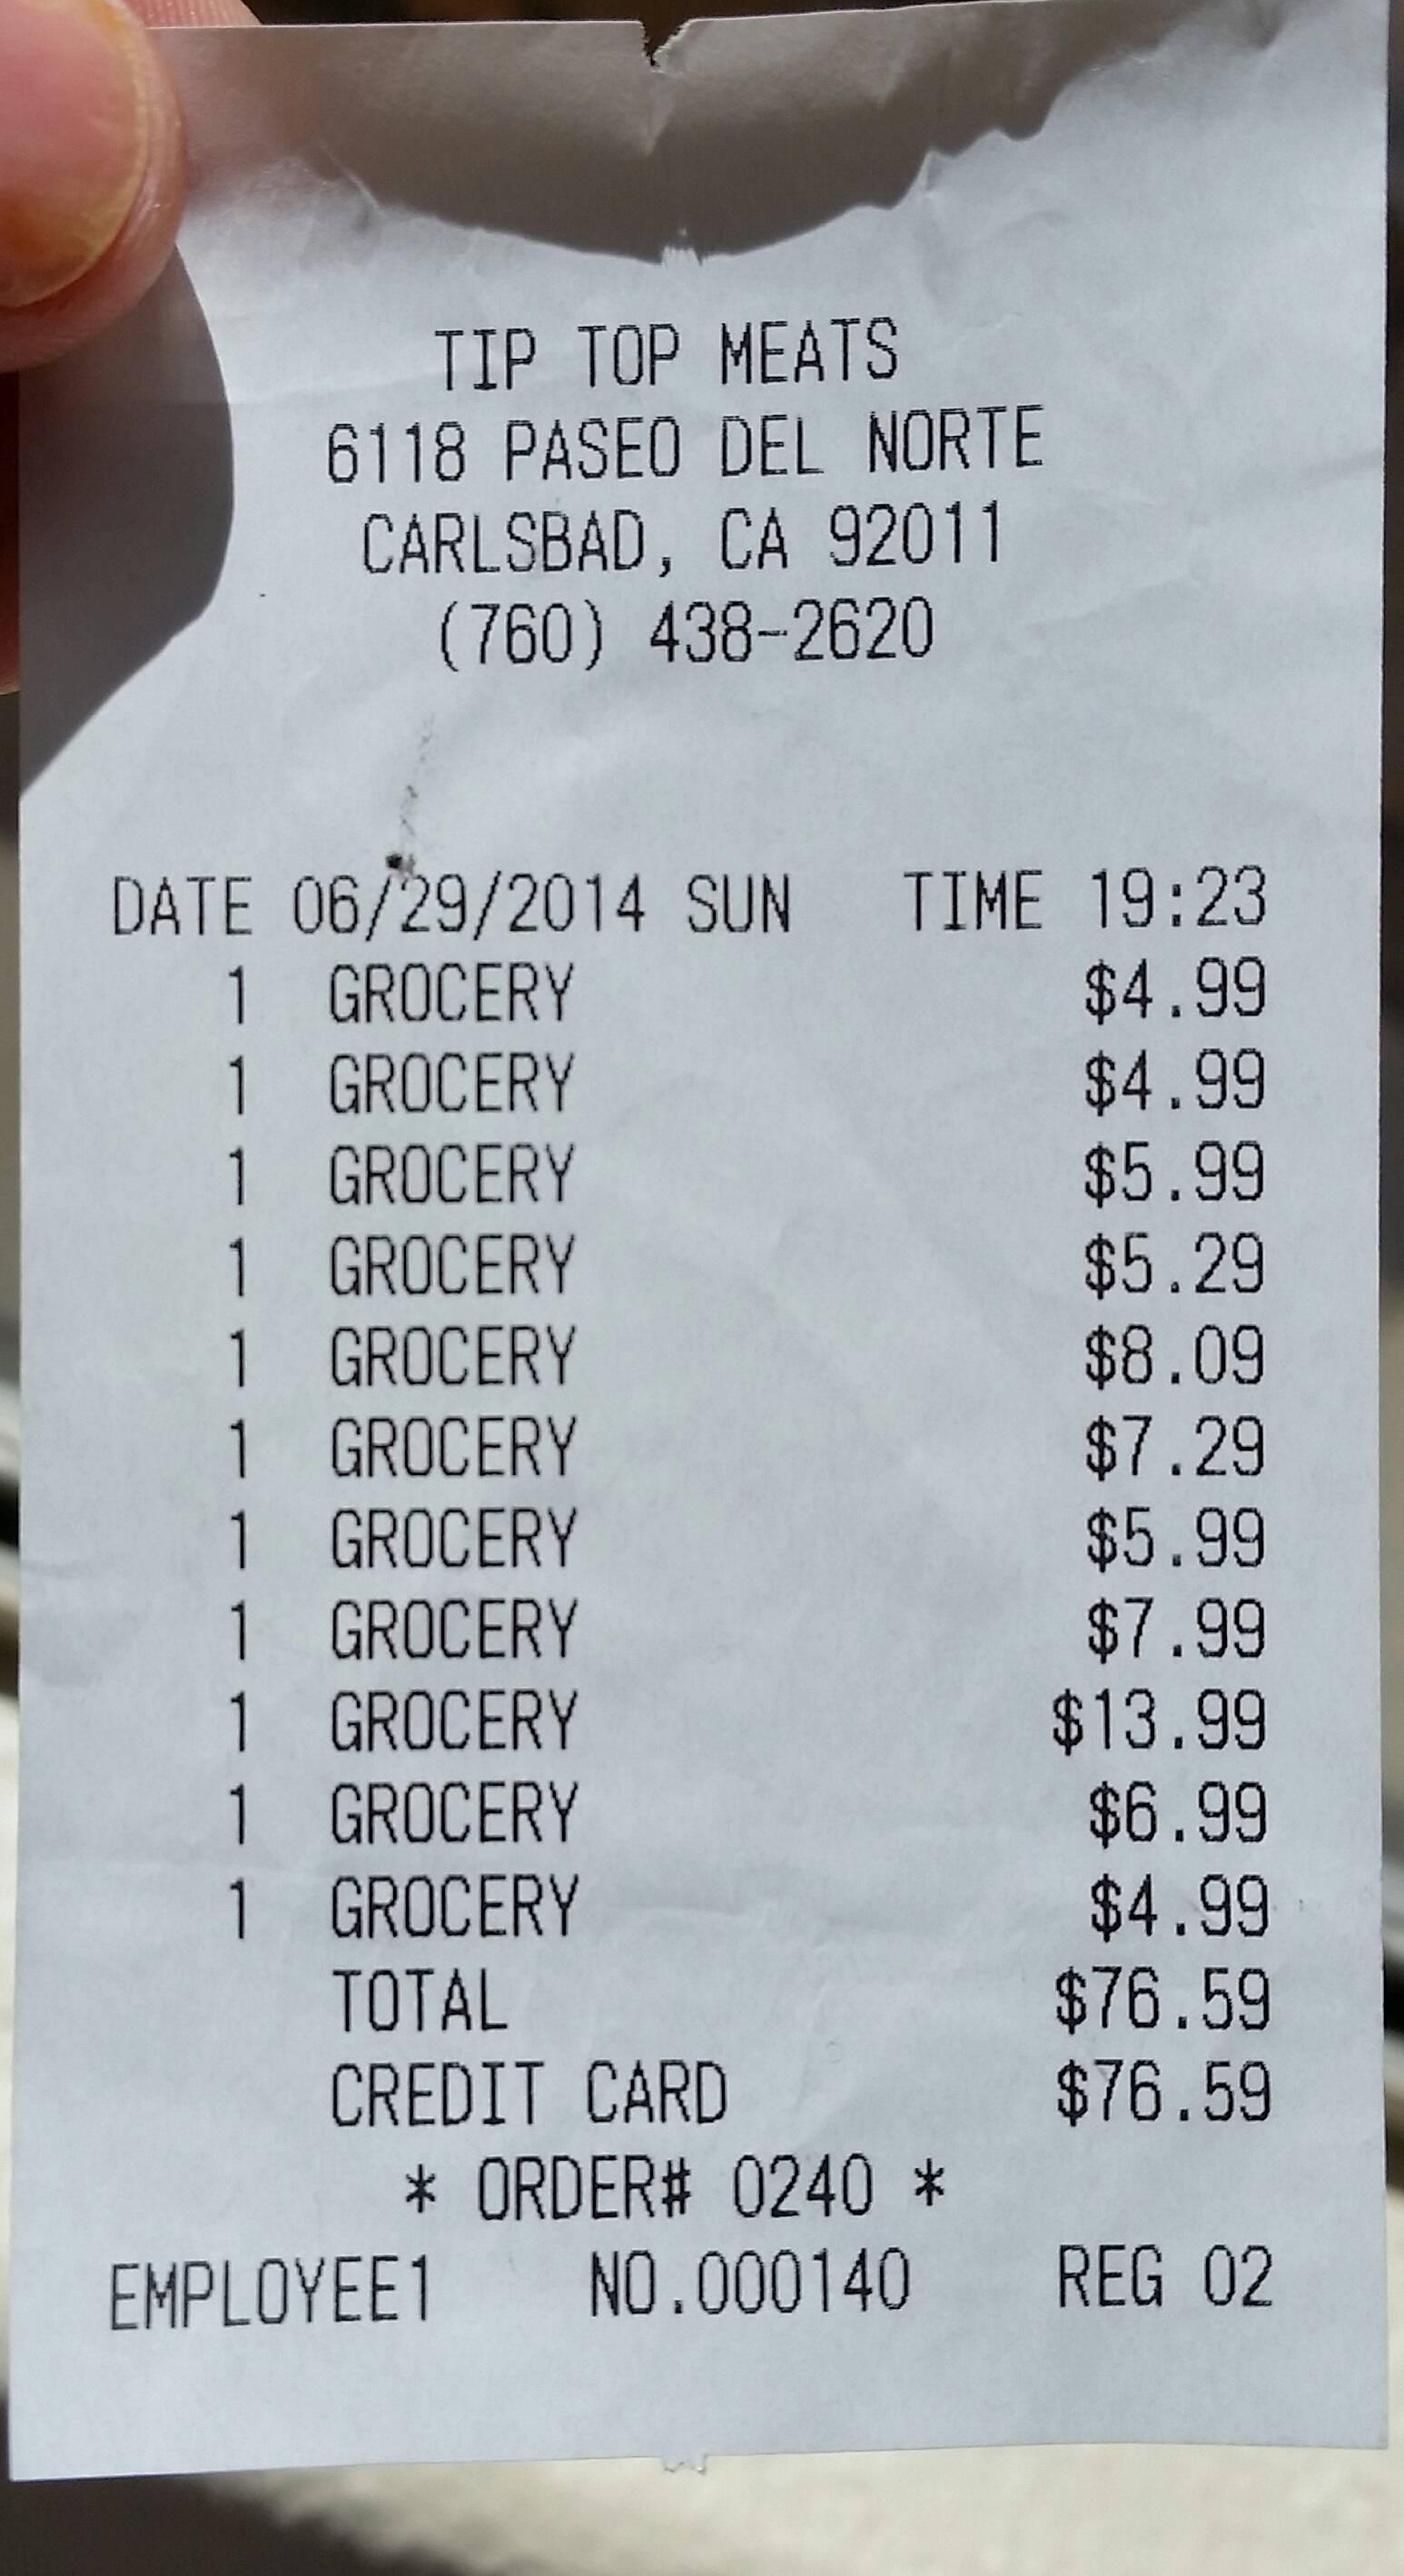 TIP TOP MEATS
6118 PASEO DEL NORTE
CARLSBAD, CA 92011
(760) 438-2620
DATE 06/29/2014 SUN TIME 19:23
1 GROCERY $4.99
1 GROCERY $4.99
1 GROCERY $5.99
1 GROCERY $5.29
1 GROCERY $8.09
1 GROCERY $7.29
1 GROCERY $5.99
1 GROCERY $7.99
1 GROCERY $13.99
1 GROCERY $6.99
1 GROCERY $4.99
TOTAL $76.59
CREDIT CARD $76.59
* ORDER# 0240 *
EMPLOYEE1 NO.000140 REG 02